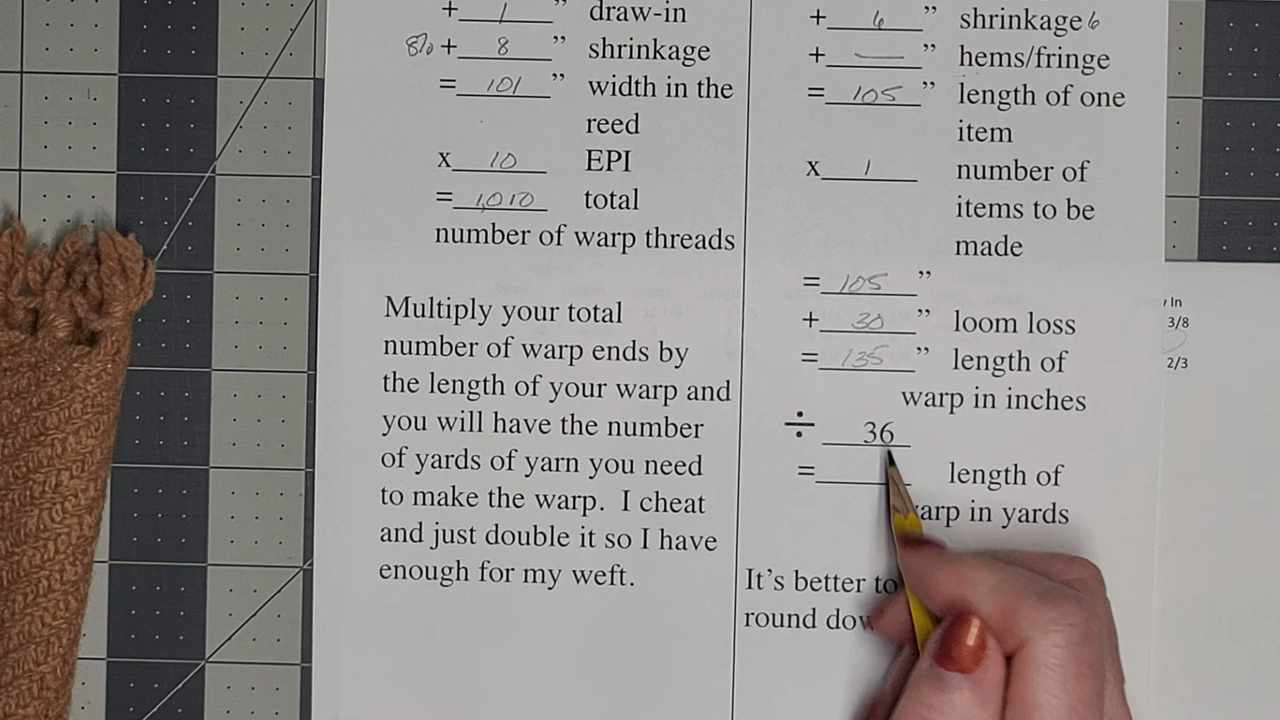 + 1 ” draw-in
8% + 8 ” shrinkage
= 101 ” width in the
reed
x 10 EPI
= 1,010 total
number of warp threads
Multiply your total
number of warp ends by
the length of your warp and
you will have the number
of yards of yarn you need
to make the warp. I cheat
and just double it so I have
enough for my weft.
+ 6 ” shrinkage 6
+ — ” hems/fringe
= 105 ” length of one
item
x 1 number of
items to be
made
= 105 ”
+ 30 ” loom loss
= 135 ” length of
warp in inches
÷ 36
= length of
warp in yards
It’s better to
round
In
3/8
2/3